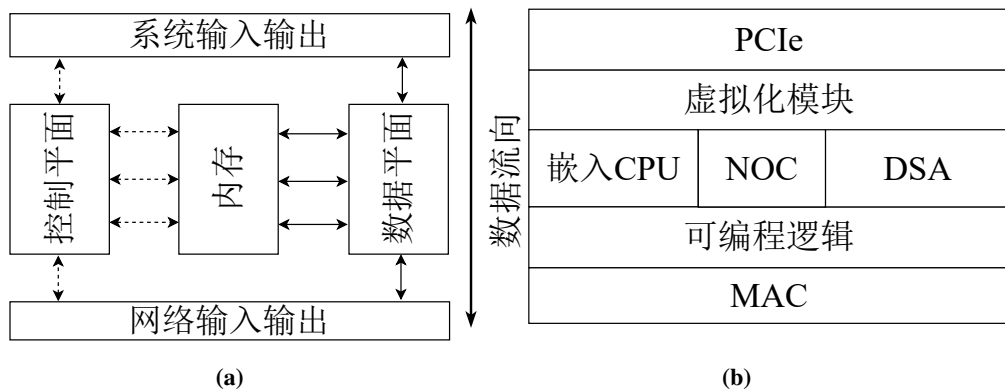 系统输入输出
控制平面
内存
数据平面
网络输入输出
(a)
数据流向
PCIe
虚拟化模块
嵌入CPU NOC DSA
可编程逻辑
MAC
(b)